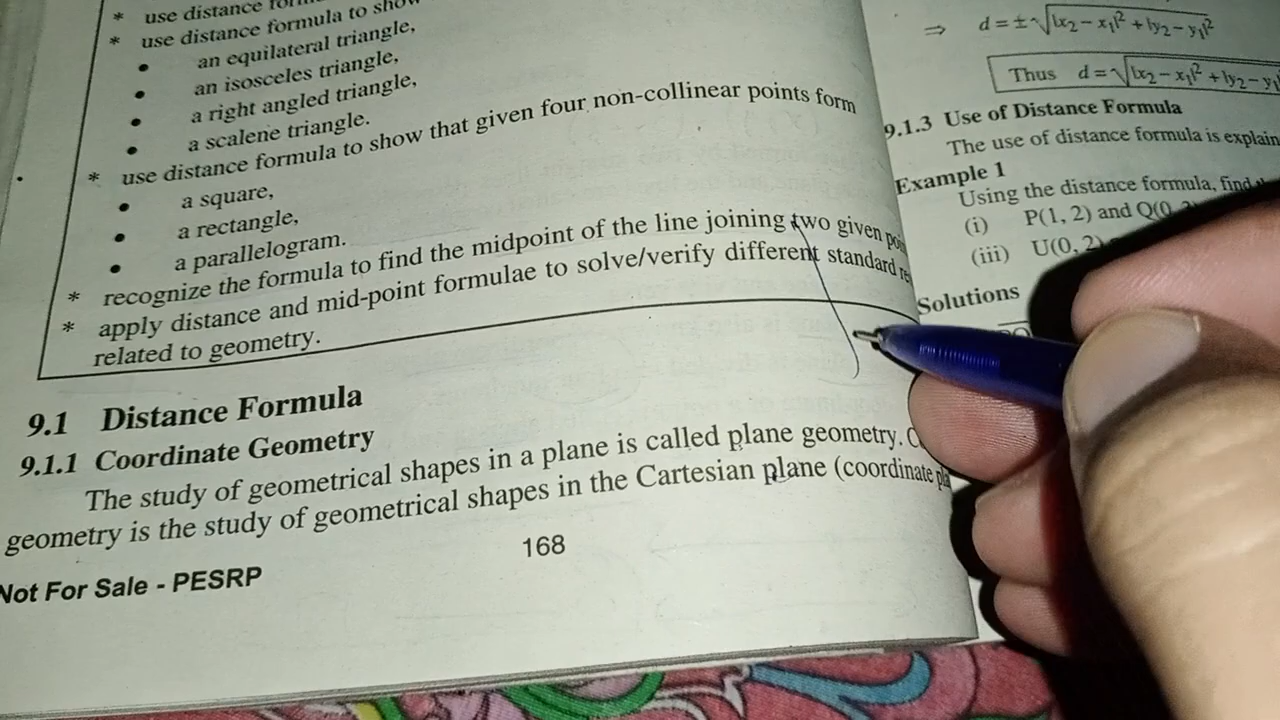 * use distance
* use distance formula to show
• an equilateral triangle,
• an isosceles triangle,
• a right angled triangle,
• a scalene triangle.
* use distance formula to show that given four non-collinear points form
• a square,
• a rectangle,
• a parallelogram.
* recognize the formula to find the midpoint of the line joining two given
* apply distance and mid-point formulae to solve/verify different standard
related to geometry.
9.1 Distance Formula
9.1.1 Coordinate Geometry
The study of geometrical shapes in a plane is called plane geometry.
geometry is the study of geometrical shapes in the Cartesian plane (coordinate
168
Not For Sale - PESRP
⇒ d = ±√|x₂ − x₁|² + |y₂ − y₁|²
Thus d = √|x₂ − x₁|² + |y₂ − y₁|
9.1.3 Use of Distance Formula
The use of distance formula is
Example 1
Using the distance formula, find
(i) P(1, 2) and Q(0,
(iii) U(0, 2)
Solutions